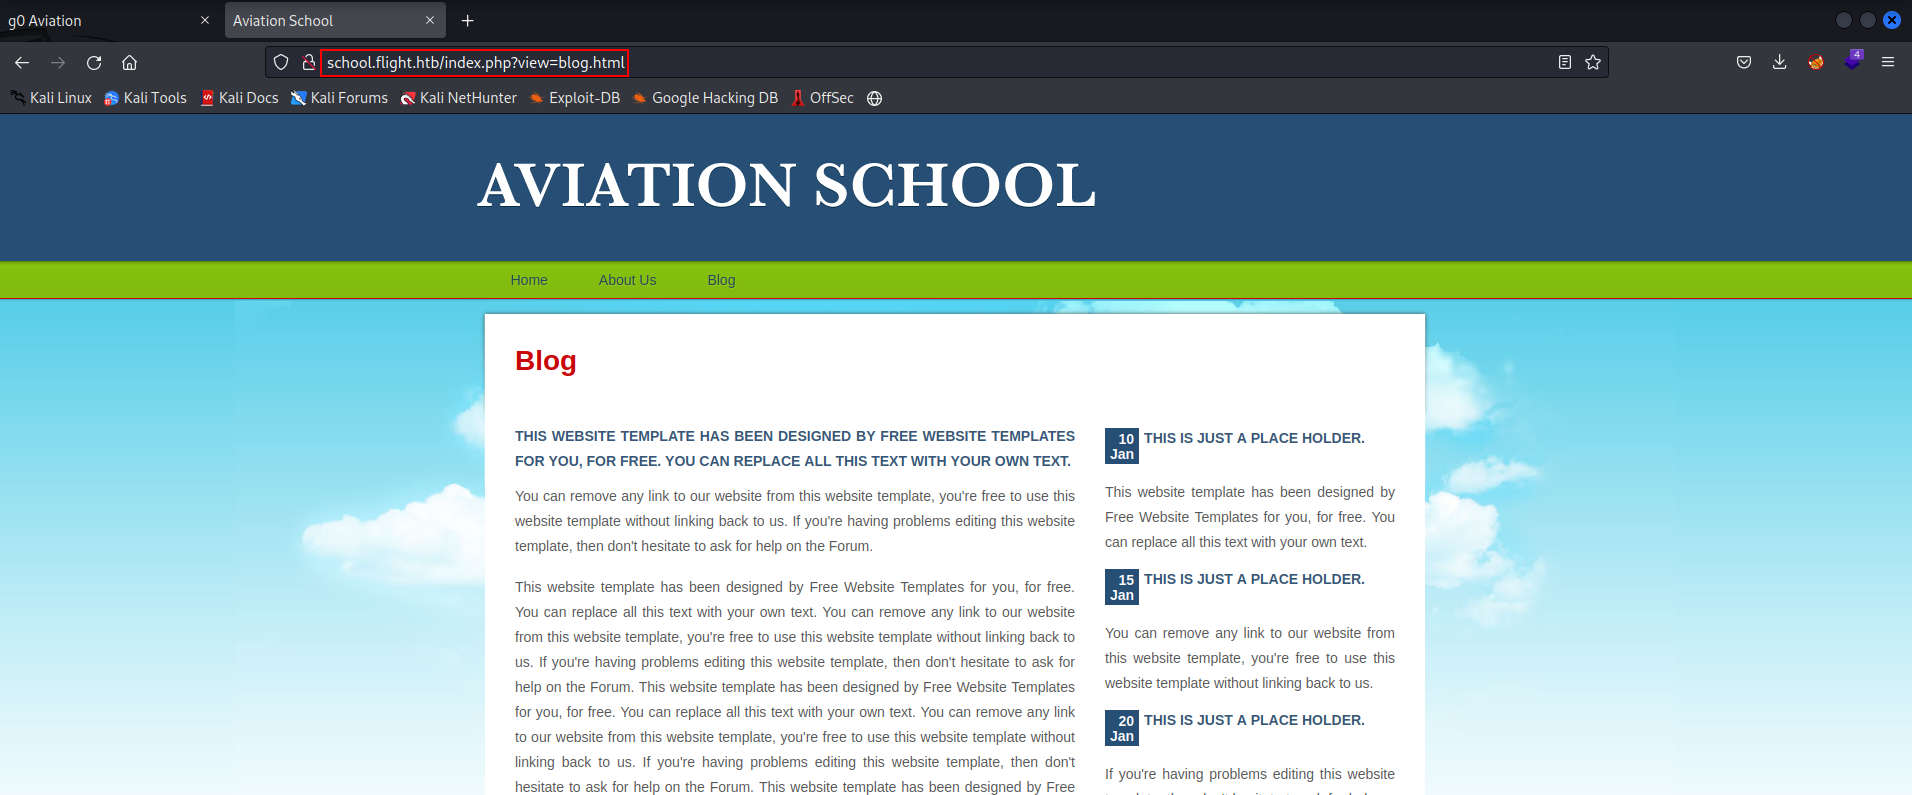 g0 Aviation
Aviation School
school.flight.htb/index.php?view=blog.html
4
Kali Linux Kali Tools Kali Docs Kali Forums Kali NetHunter Exploit-DB Google Hacking DB OffSec
AVIATION SCHOOL
Home About Us Blog
Blog
THIS WEBSITE TEMPLATE HAS BEEN DESIGNED BY FREE WEBSITE TEMPLATES
FOR YOU, FOR FREE. YOU CAN REPLACE ALL THIS TEXT WITH YOUR OWN TEXT.
You can remove any link to our website from this website template, you're free to use this
website template without linking back to us. If you're having problems editing this website
template, then don't hesitate to ask for help on the Forum.
This website template has been designed by Free Website Templates for you, for free.
You can replace all this text with your own text. You can remove any link to our website
from this website template, you're free to use this website template without linking back to
us. If you're having problems editing this website template, then don't hesitate to ask for
help on the Forum. This website template has been designed by Free Website Templates
for you, for free. You can replace all this text with your own text. You can remove any link
to our website from this website template, you're free to use this website template without
linking back to us. If you're having problems editing this website template, then don't
hesitate to ask for help on the Forum. This website template has been designed by Free
10
Jan
THIS IS JUST A PLACE HOLDER.
This website template has been designed by
Free Website Templates for you, for free. You
can replace all this text with your own text.
15
Jan
THIS IS JUST A PLACE HOLDER.
You can remove any link to our website from
this website template, you're free to use this
website template without linking back to us.
20
Jan
THIS IS JUST A PLACE HOLDER.
If you're having problems editing this website